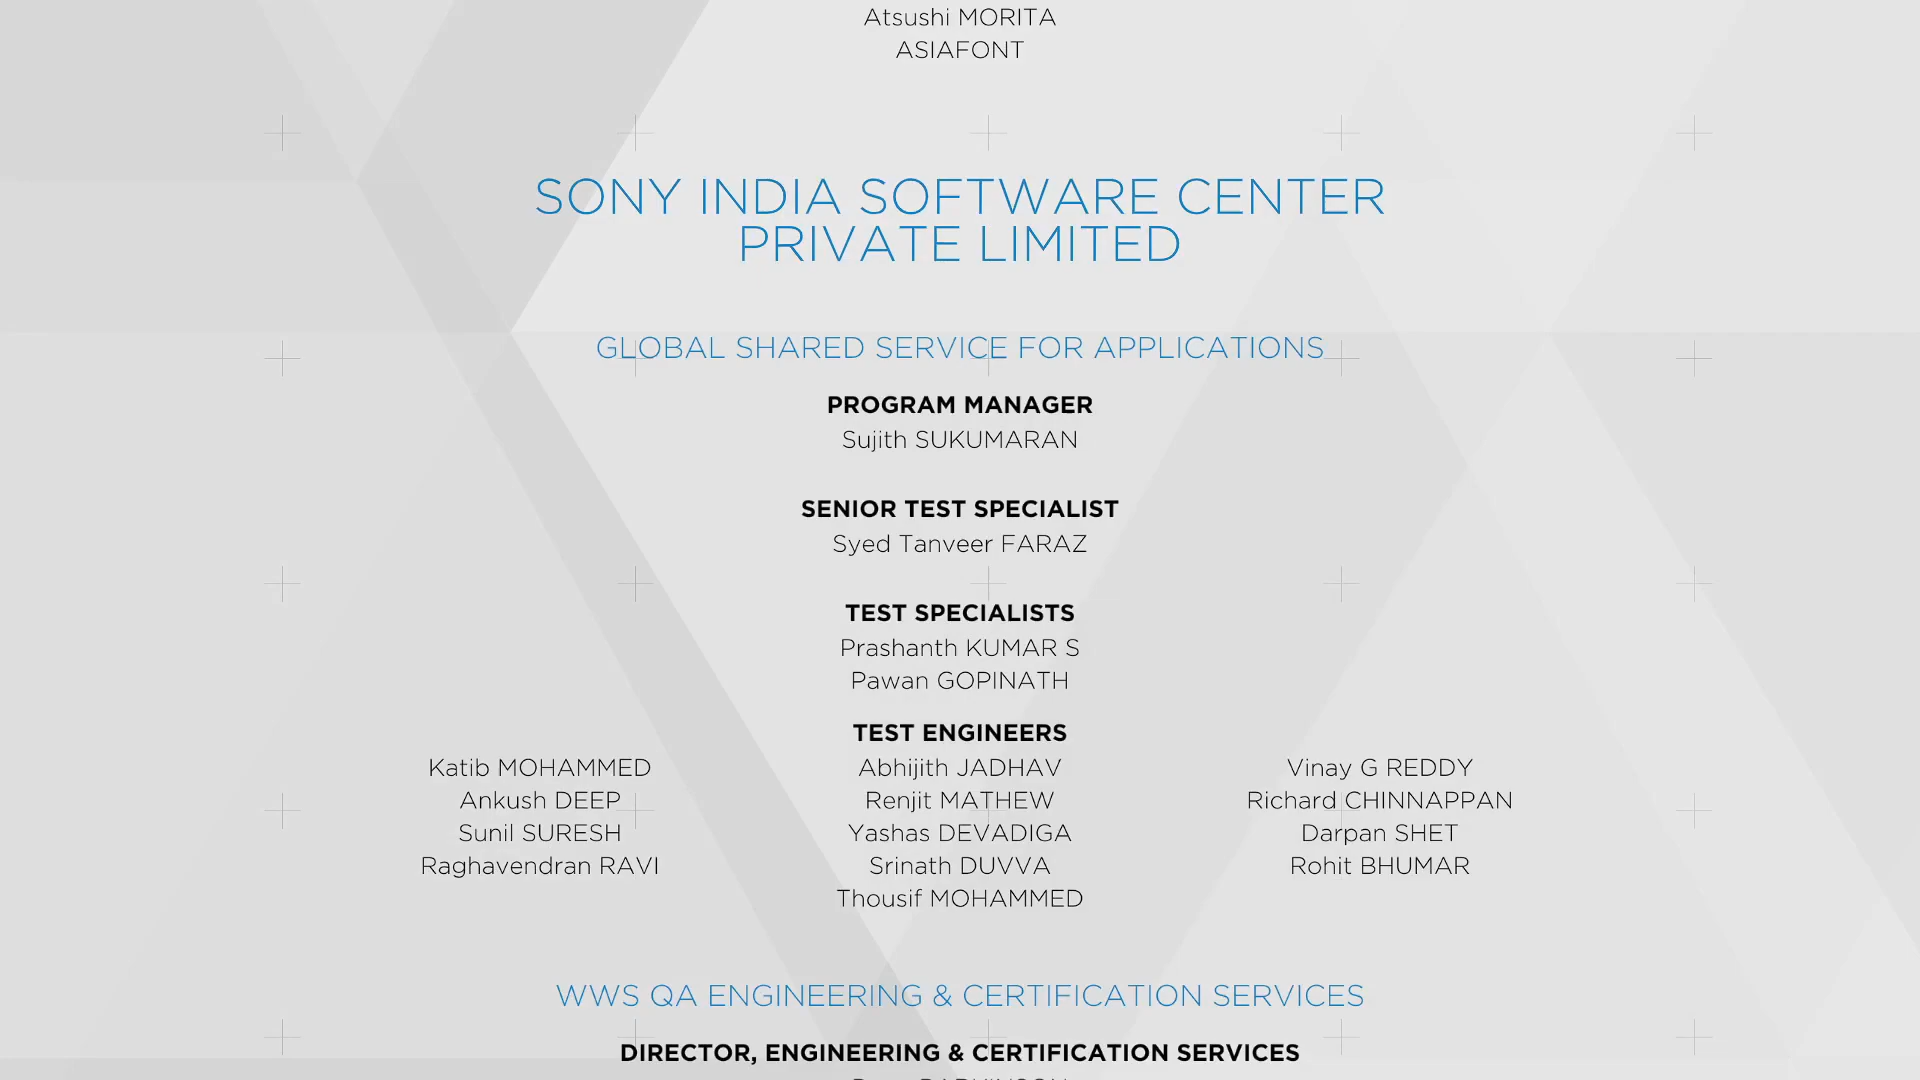 Atsushi MORITA
ASIAFONT
SONY INDIA SOFTWARE CENTER
PRIVATE LIMITED
GLOBAL SHARED SERVICE FOR APPLICATIONS
PROGRAM MANAGER
Sujith SUKUMARAN
SENIOR TEST SPECIALIST
Syed Tanveer FARAZ
TEST SPECIALISTS
Prashanth KUMAR S
Pawan GOPINATH
TEST ENGINEERS
Katib MOHAMMED Abhijith JADHAV Vinay G REDDY
Ankush DEEP Renjit MATHEW Richard CHINNAPPAN
Sunil SURESH Yashas DEVADIGA Darpan SHET
Raghavendran RAVI Srinath DUVVA Rohit BHUMAR
Thousif MOHAMMED
WWS QA ENGINEERING & CERTIFICATION SERVICES
DIRECTOR, ENGINEERING & CERTIFICATION SERVICES